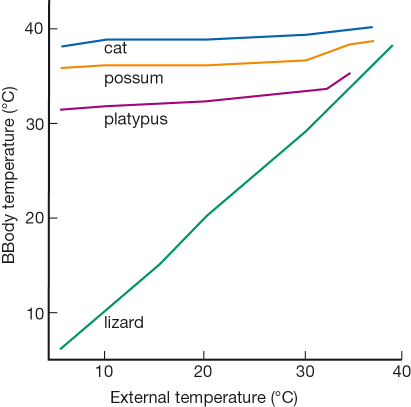 40
cat
possum
30
platypus
20
10
lizard
10 20 30 40
External temperature (°C)
BBody temperature (°C)